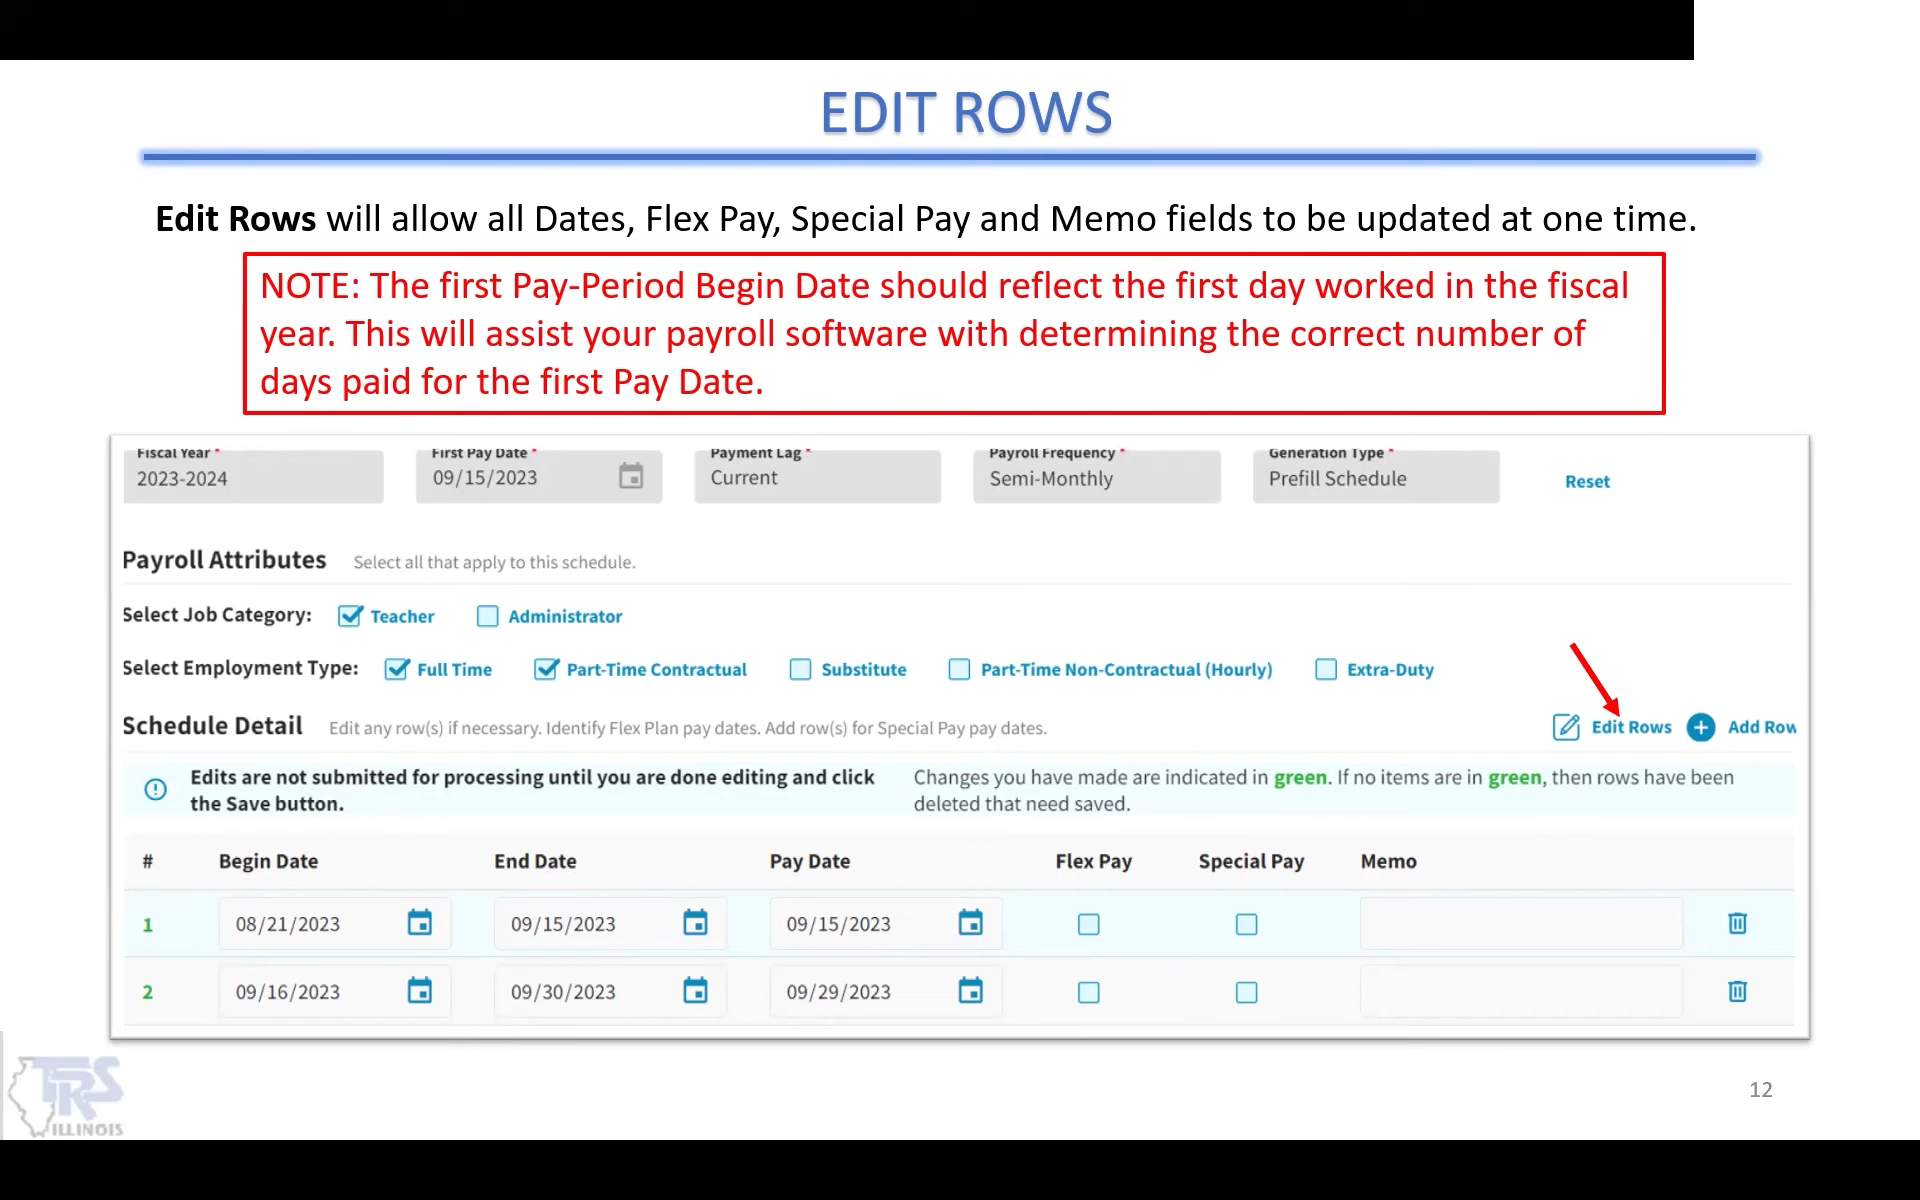 EDIT ROWS
Edit Rows will allow all Dates, Flex Pay, Special Pay and Memo fields to be updated at one time.
NOTE: The first Pay-Period Begin Date should reflect the first day worked in the fiscal
year. This will assist your payroll software with determining the correct number of
days paid for the first Pay Date.
Fiscal Year * First Pay Date * Payment Lag * Payroll Frequency * Generation Type *
2023-2024 09/15/2023 Current Semi-Monthly Prefill Schedule Reset
Payroll Attributes Select all that apply to this schedule.
Select Job Category: Teacher Administrator
Select Employment Type: Full Time Part-Time Contractual Substitute Part-Time Non-Contractual (Hourly) Extra-Duty
Schedule Detail Edit any row(s) if necessary. Identify Flex Plan pay dates. Add row(s) for Special Pay pay dates. Edit Rows Add Row
Edits are not submitted for processing until you are done editing and click
the Save button.
Changes you have made are indicated in green. If no items are in green, then rows have been
deleted that need saved.
# Begin Date End Date Pay Date Flex Pay Special Pay Memo
1 08/21/2023 09/15/2023 09/15/2023
2 09/16/2023 09/30/2023 09/29/2023
TRS
ILLINOIS
12